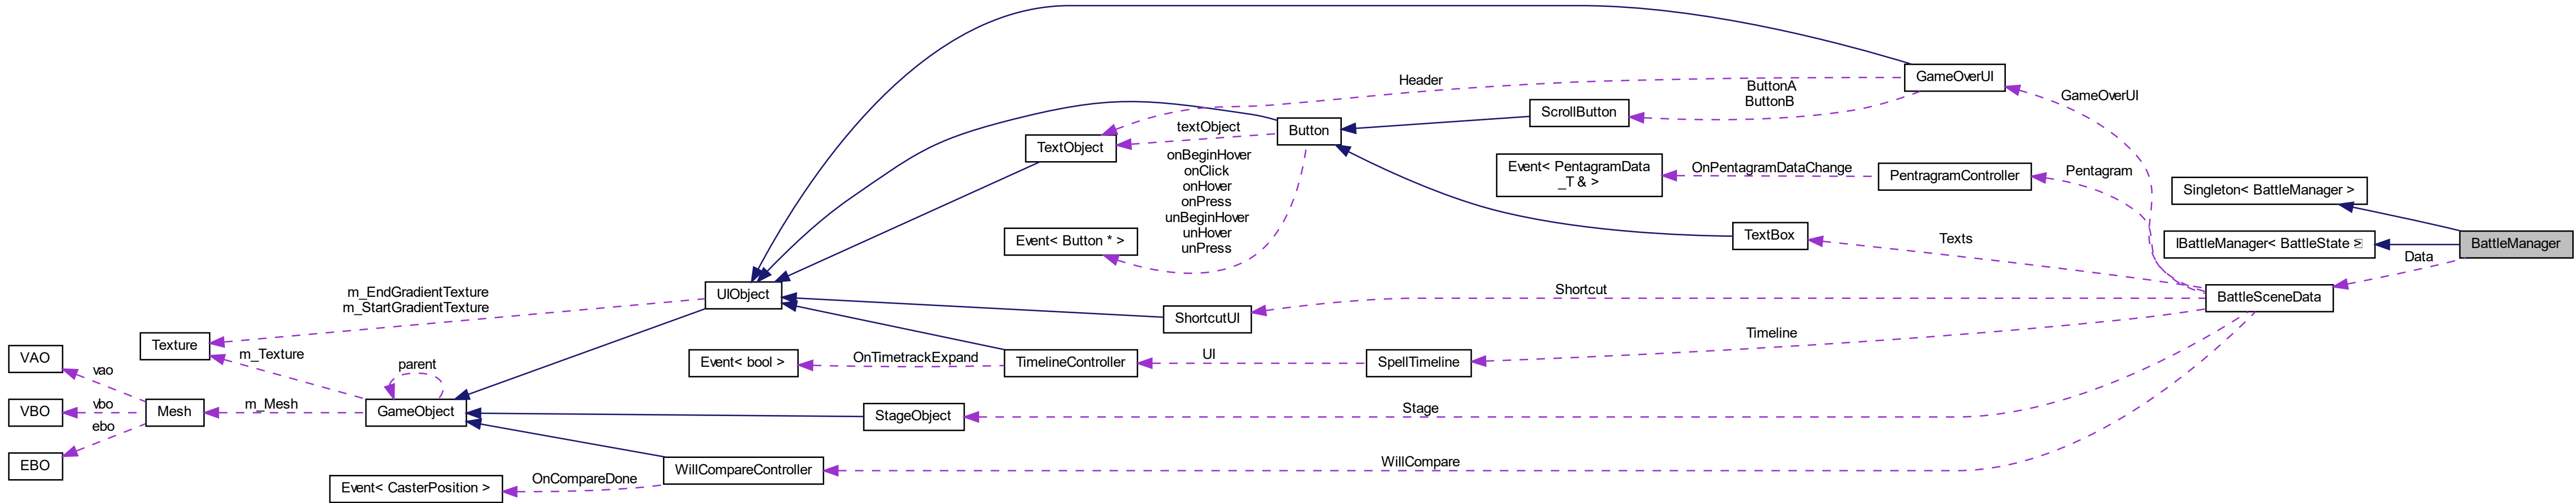 GameOverUI
Header
ButtonA
ButtonB
GameOverUI
ScrollButton
textObject
Button
TextObject
onBeginHover
onClick
onHover
onPress
unBeginHover
unHover
unPress
Event< PentagramData
_T & >
OnPentagramDataChange
PentragramController
Pentagram
Singleton< BattleManager >
Event< Button * >
TextBox
Texts
IBattleManager< BattleState >
BattleManager
Data
m_EndGradientTexture
m_StartGradientTexture
UIObject
Shortcut
BattleSceneData
ShortcutUI
Texture
VAO
vao
m_Texture
parent
Event< bool >
OnTimetrackExpand
TimelineController
UI
SpellTimeline
Timeline
VBO
vbo
Mesh
m_Mesh
GameObject
StageObject
Stage
ebo
EBO
WillCompareController
WillCompare
Event< CasterPosition >
OnCompareDone